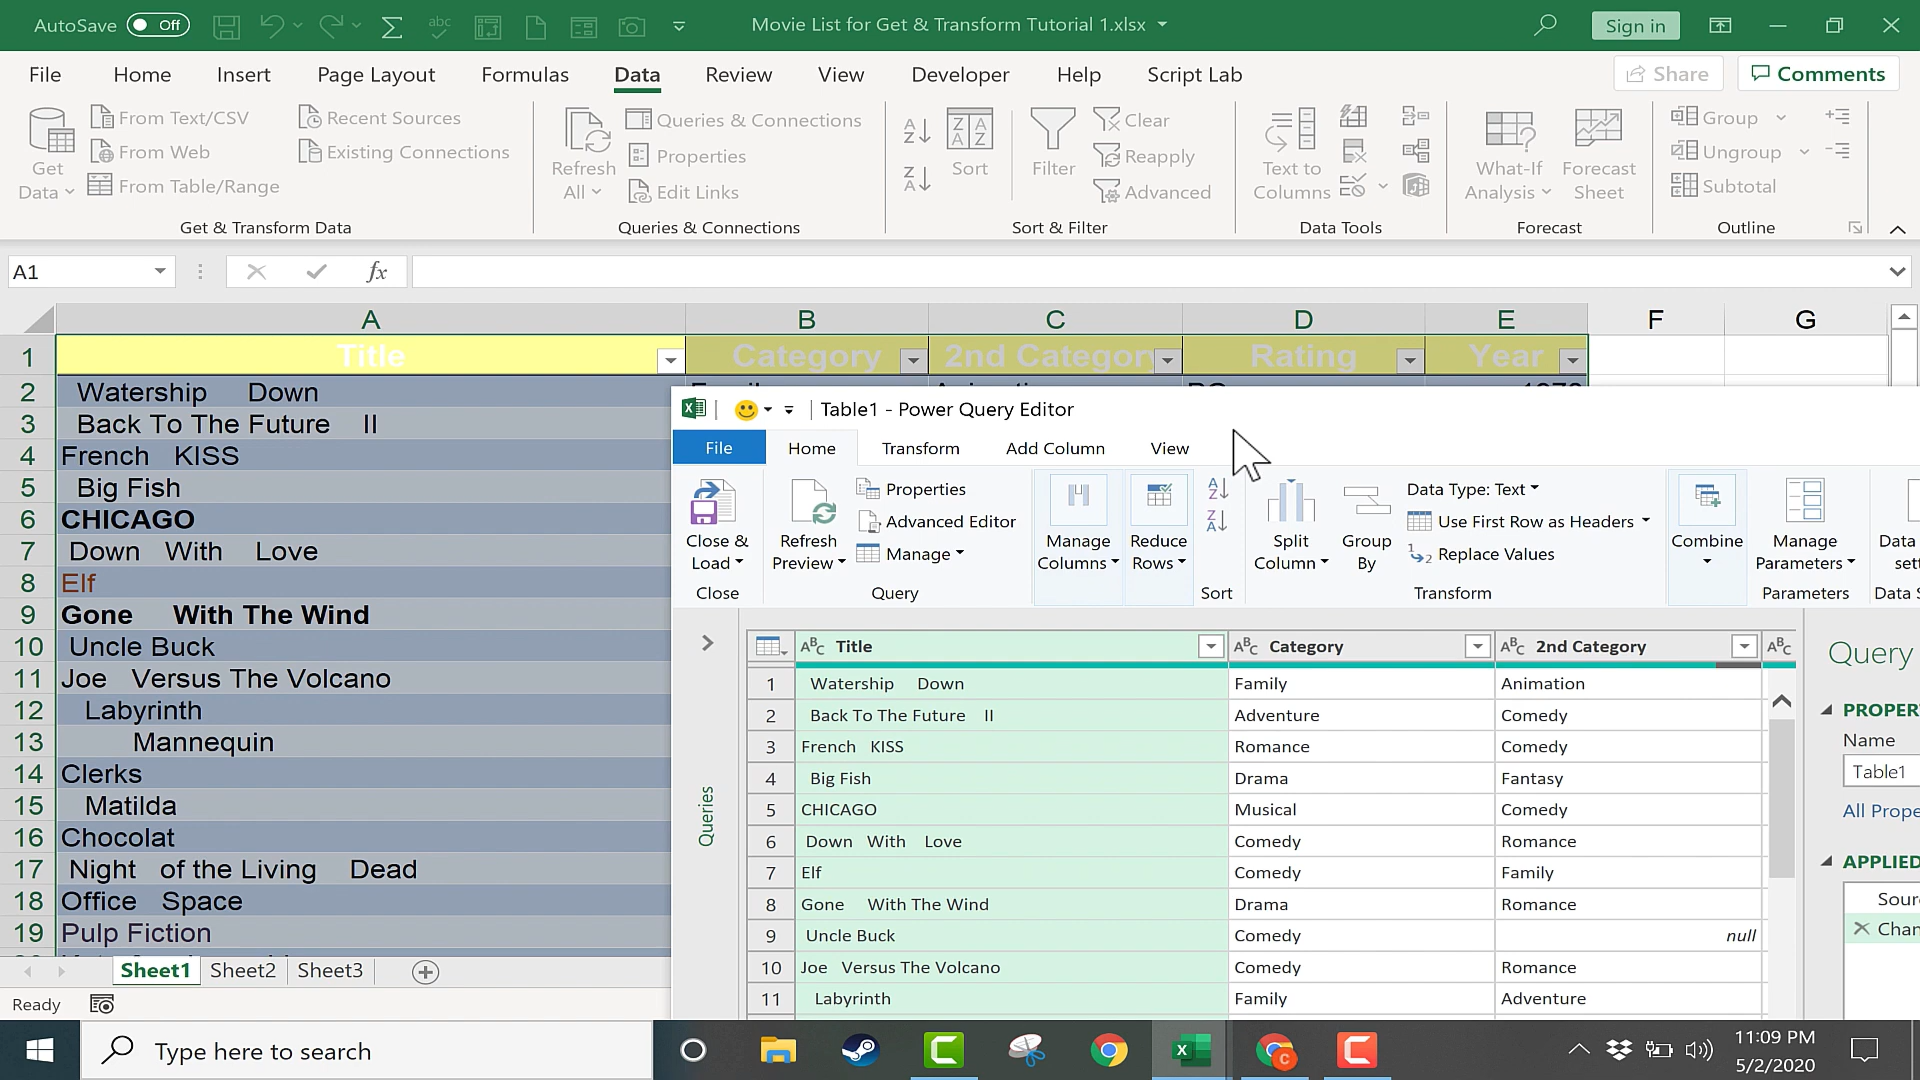 AutoSave Off Movie List for Get & Transform Tutorial 1.xlsx Sign in
File Home Insert Page Layout Formulas Data Review View Developer Help Script Lab Share Comments
Get Data
From Text/CSV
From Web
From Table/Range
Recent Sources
Existing Connections
Get & Transform Data
Refresh All
Queries & Connections
Properties
Edit Links
Queries & Connections
Sort
Filter
Clear
Reapply
Advanced
Sort & Filter
Text to Columns
Data Tools
What-If Analysis
Forecast Sheet
Forecast
Group
Ungroup
Subtotal
Outline
A1 fx
A B C D E F G
1 Title Category 2nd Category Rating Year
2 Watership Down
3 Back To The Future II
4 French KISS
5 Big Fish
6 CHICAGO
7 Down With Love
8 Elf
9 Gone With The Wind
10 Uncle Buck
11 Joe Versus The Volcano
12 Labyrinth
13 Mannequin
14 Clerks
15 Matilda
16 Chocolat
17 Night of the Living Dead
18 Office Space
19 Pulp Fiction
Sheet1 Sheet2 Sheet3
Ready
Table1 - Power Query Editor
File Home Transform Add Column View
Close & Load
Close
Refresh Preview
Properties
Advanced Editor
Manage
Query
Manage Columns
Reduce Rows
Sort
Split Column
Group By
Data Type: Text
Use First Row as Headers
Replace Values
Transform
Combine
Manage Parameters
Parameters
Data
Data
Queries
ABC Title ABC Category ABC 2nd Category ABC
1 Watership Down Family Animation
2 Back To The Future II Adventure Comedy
3 French KISS Romance Comedy
4 Big Fish Drama Fantasy
5 CHICAGO Musical Comedy
6 Down With Love Comedy Romance
7 Elf Comedy Family
8 Gone With The Wind Drama Romance
9 Uncle Buck Comedy null
10 Joe Versus The Volcano Comedy Romance
11 Labyrinth Family Adventure
Query
PROPER
Name
Table1
All Prope
APPLIED
Sour
Chan
Type here to search
11:09 PM
5/2/2020